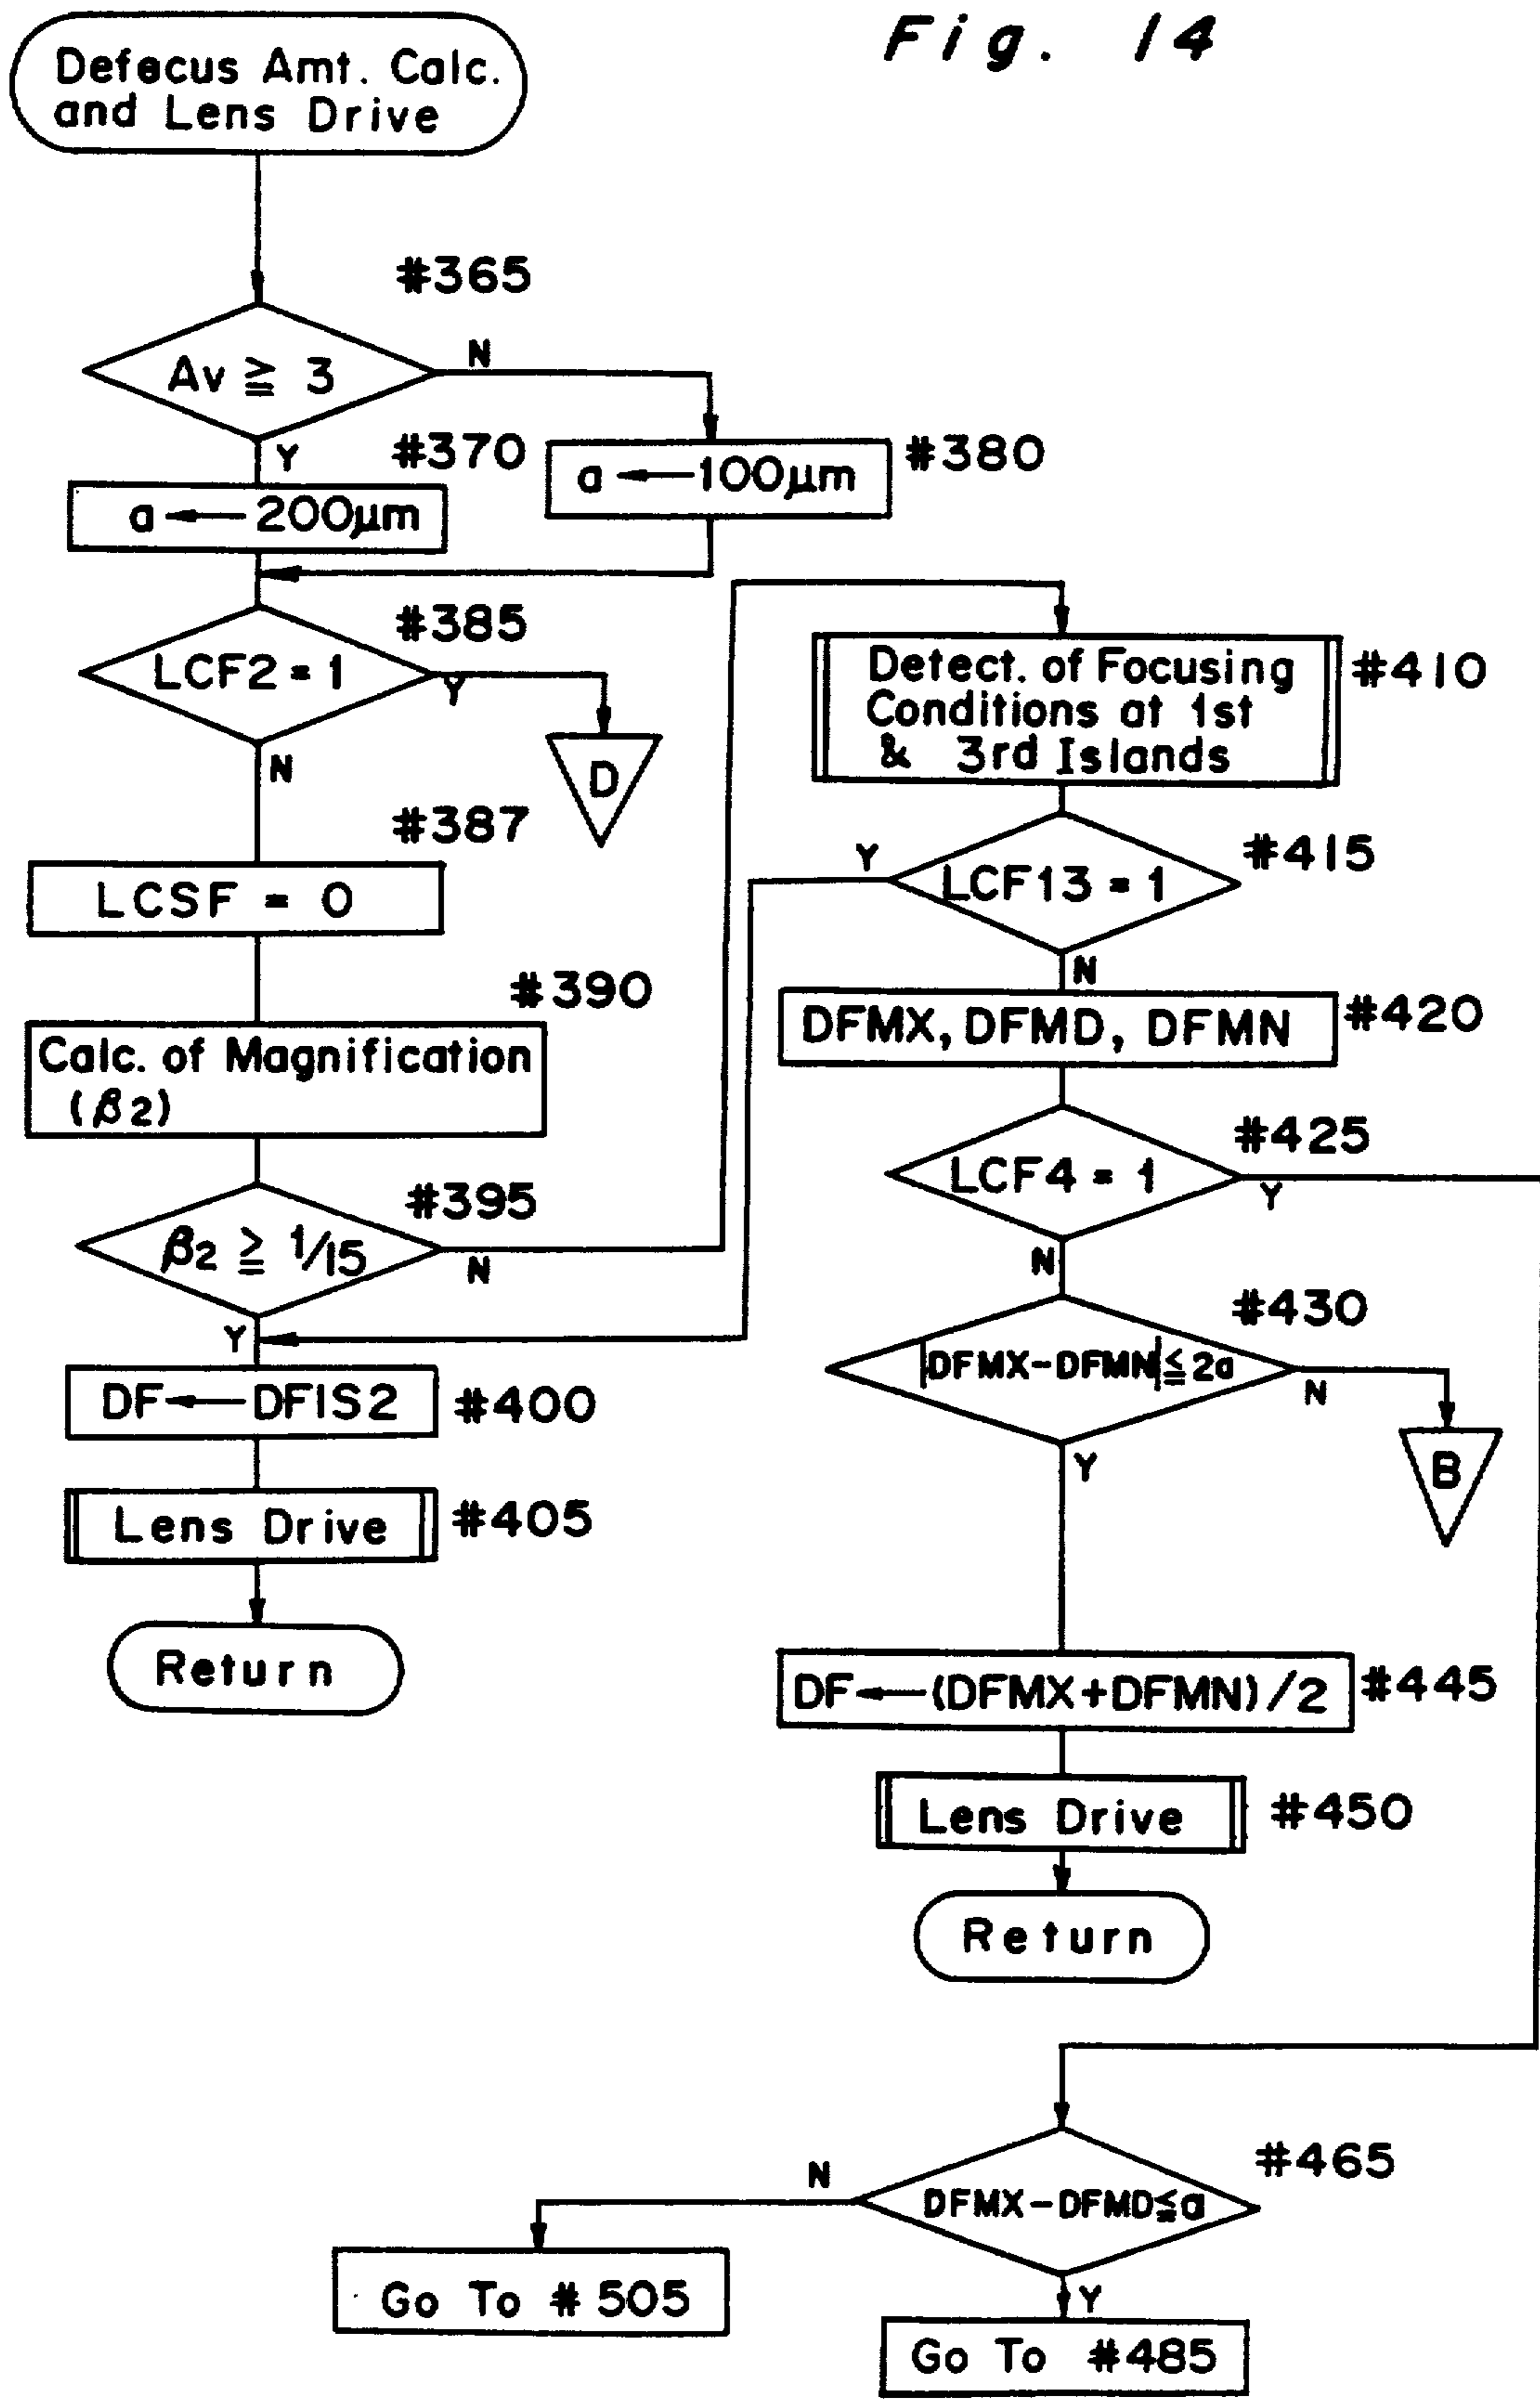 Fig. 14
Defocus Amt. Calc.
and Lens Drive
#365
Av ≧ 3
N
Y
#370
a ← 200μm
a ← 100μm
#380
#385
LCF2 = 1
Y
D
N
#387
LCSF = 0
#390
Calc. of Magnification
(β2)
#395
β2 ≧ 1/15
N
Y
DF ← DFIS2
#400
Lens Drive
#405
Return
Detect. of Focusing
Conditions at 1st
& 3rd Islands
#410
#415
LCF13 = 1
Y
N
DFMX, DFMD, DFMN
#420
#425
LCF4 = 1
Y
N
#430
|DFMX-DFMN|≦2a
N
B
Y
DF ← (DFMX+DFMN)/2
#445
Lens Drive
#450
Return
#465
DFMX-DFMD≦a
N
Go To #505
Y
Go To #485